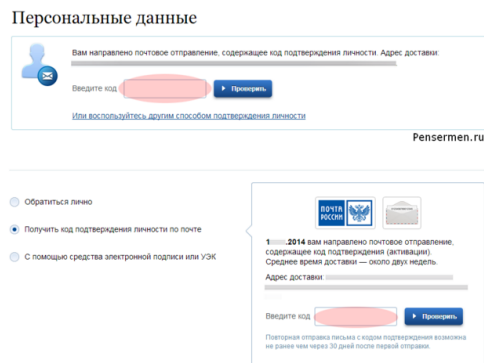 Персональные данные
Вам направлено почтовое отправление, содержащее код подтверждения личности. Адрес доставки:
Введите код
Проверить
Или воспользуйтесь другим способом подтверждения личности
Pensermen.ru
Обратиться лично
Получить код подтверждения личности по почте
С помощью средства электронной подписи или УЭК
ПОЧТА
РОССИИ
1 .2014 вам направлено почтовое отправление,
содержащее код подтверждения (активации).
Среднее время доставки — около двух недель.
Адрес доставки:
Введите код
Проверить
Повторная отправка письма с кодом подтверждения возможна
не ранее чем через 30 дней после первой отправки.